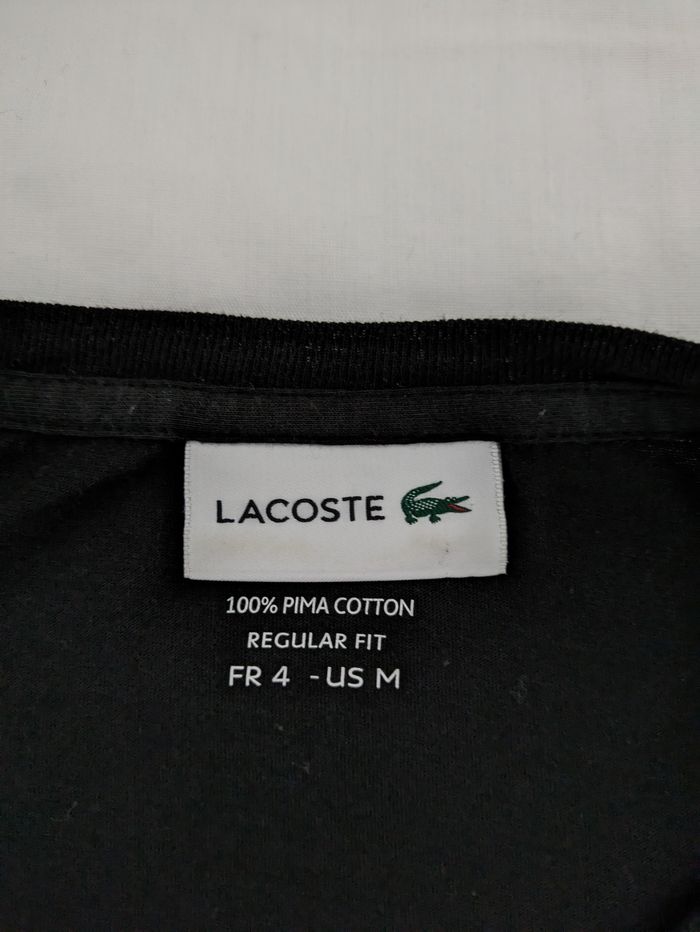 LACOSTE
100% PIMA COTTON
REGULAR FIT
FR 4 - US M